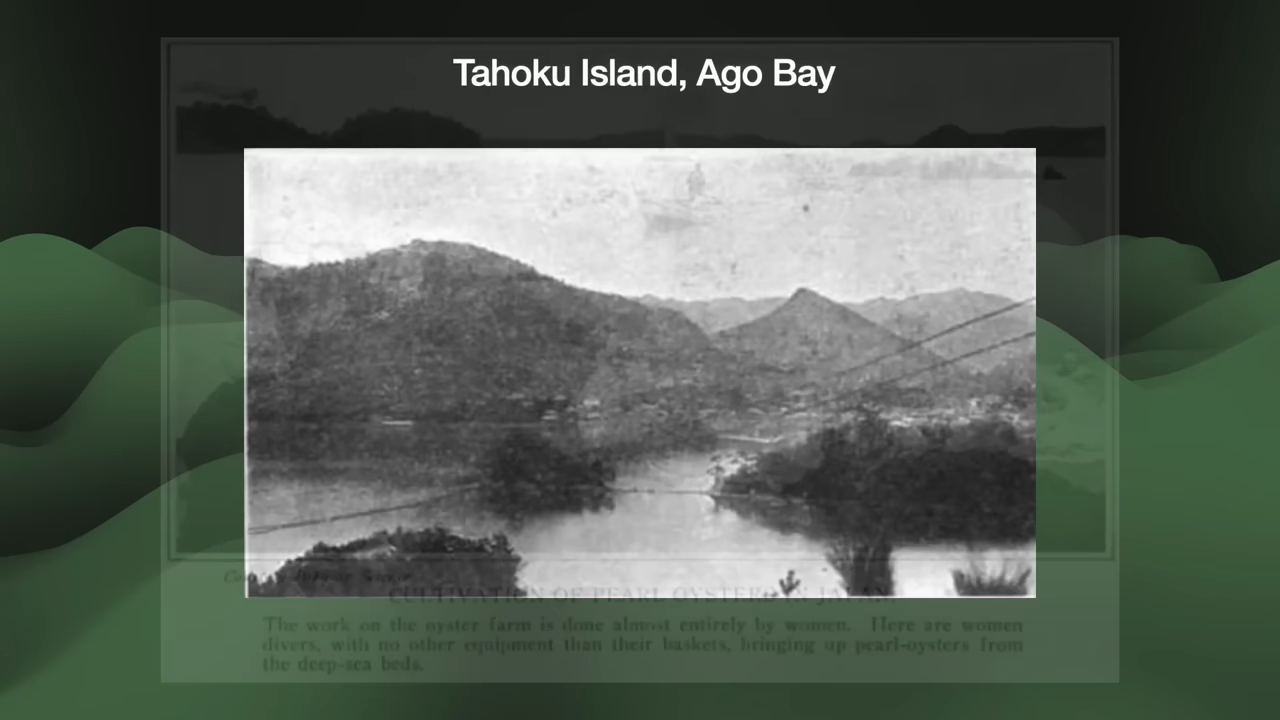 Tahoku Island, Ago Bay
CULTIVATION OF PEARL OYSTERS IN JAPAN.
The work on the oyster farm is done almost entirely by women. Here are women
divers, with no other equipment than their baskets, bringing up pearl-oysters from
the deep-sea beds.